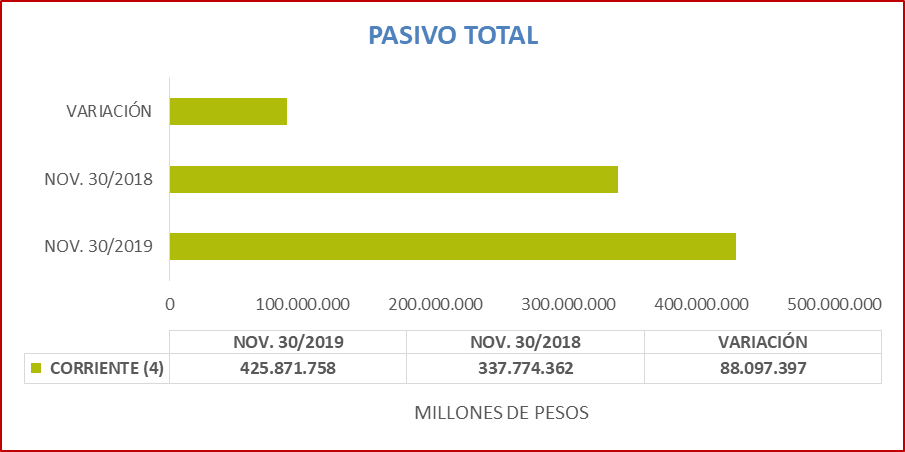 PASIVO TOTAL
VARIACIÓN
NOV. 30/2018
NOV. 30/2019
0 100.000.000 200.000.000 300.000.000 400.000.000 500.000.000
NOV. 30/2019 NOV. 30/2018 VARIACIÓN
CORRIENTE (4) 425.871.758 337.774.362 88.097.397
MILLONES DE PESOS